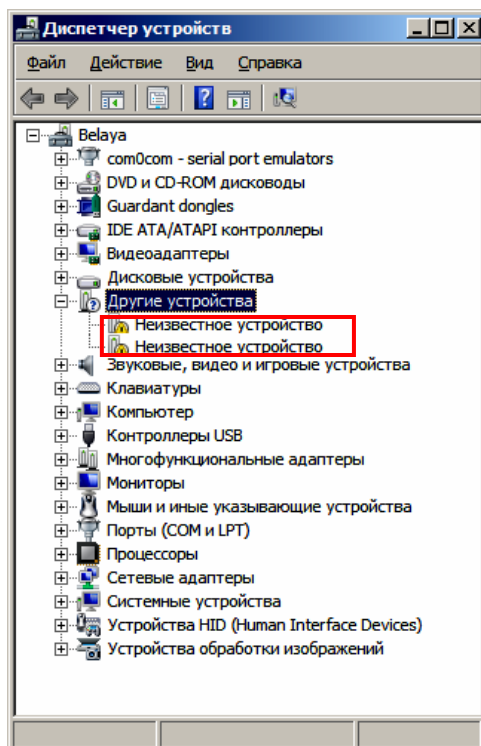 Диспетчер устройств
Файл Действие Вид Справка
Belaya
com0com - serial port emulators
DVD и CD-ROM дисководы
Guardant dongles
IDE ATA/ATAPI контроллеры
Видеоадаптеры
Дисковые устройства
Другие устройства
Неизвестное устройство
Неизвестное устройство
Звуковые, видео и игровые устройства
Клавиатуры
Компьютер
Контроллеры USB
Многофункциональные адаптеры
Мониторы
Мыши и иные указывающие устройства
Порты (COM и LPT)
Процессоры
Сетевые адаптеры
Системные устройства
Устройства HID (Human Interface Devices)
Устройства обработки изображений